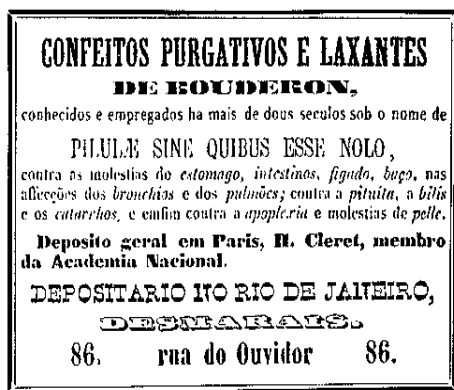 CONFEITOS PURGATIVOS E LAXANTES
DE BOUDERON,
conhecidos e empregados ha mais de dous seculos sob o nome de
PILULÆ SINE QUIBUS ESSE NOLO,
contra as molestias do estomago, intestinos, figado, baço, nas
affecções dos bronchios e dos pulmões; contra a pituita, a bilis
e os catarrhos, e emfim contra a apoplexia e molestias de pelle.
Deposito geral em Paris, H. Cleret, membro
da Academia Nacional.
DEPOSITARIO NO RIO DE JANEIRO,
DESMARAIS.
86. rua do Ouvidor 86.